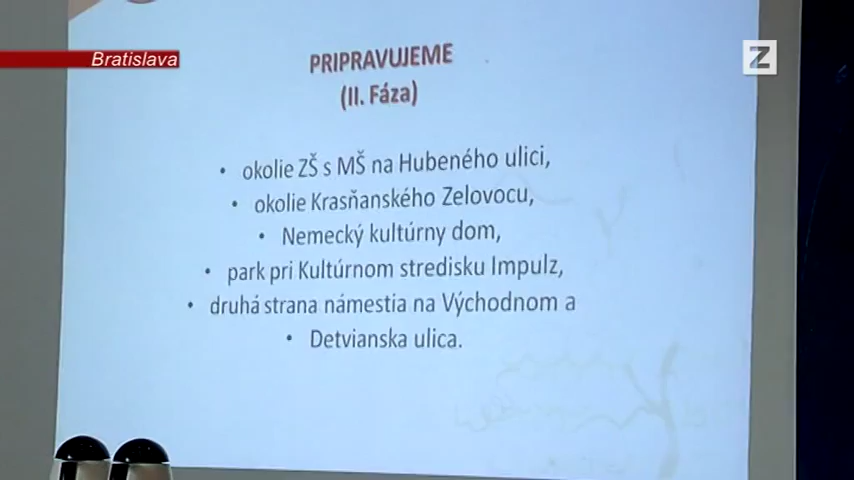 Bratislava
Z
PRIPRAVUJEME
(II. Fáza)
• okolie ZŠ s MŠ na Hubeného ulici,
• okolie Krasňanského Zelovocu,
• Nemecký kultúrny dom,
• park pri Kultúrnom stredisku Impulz,
• druhá strana námestia na Východnom a
• Detvianska ulica.